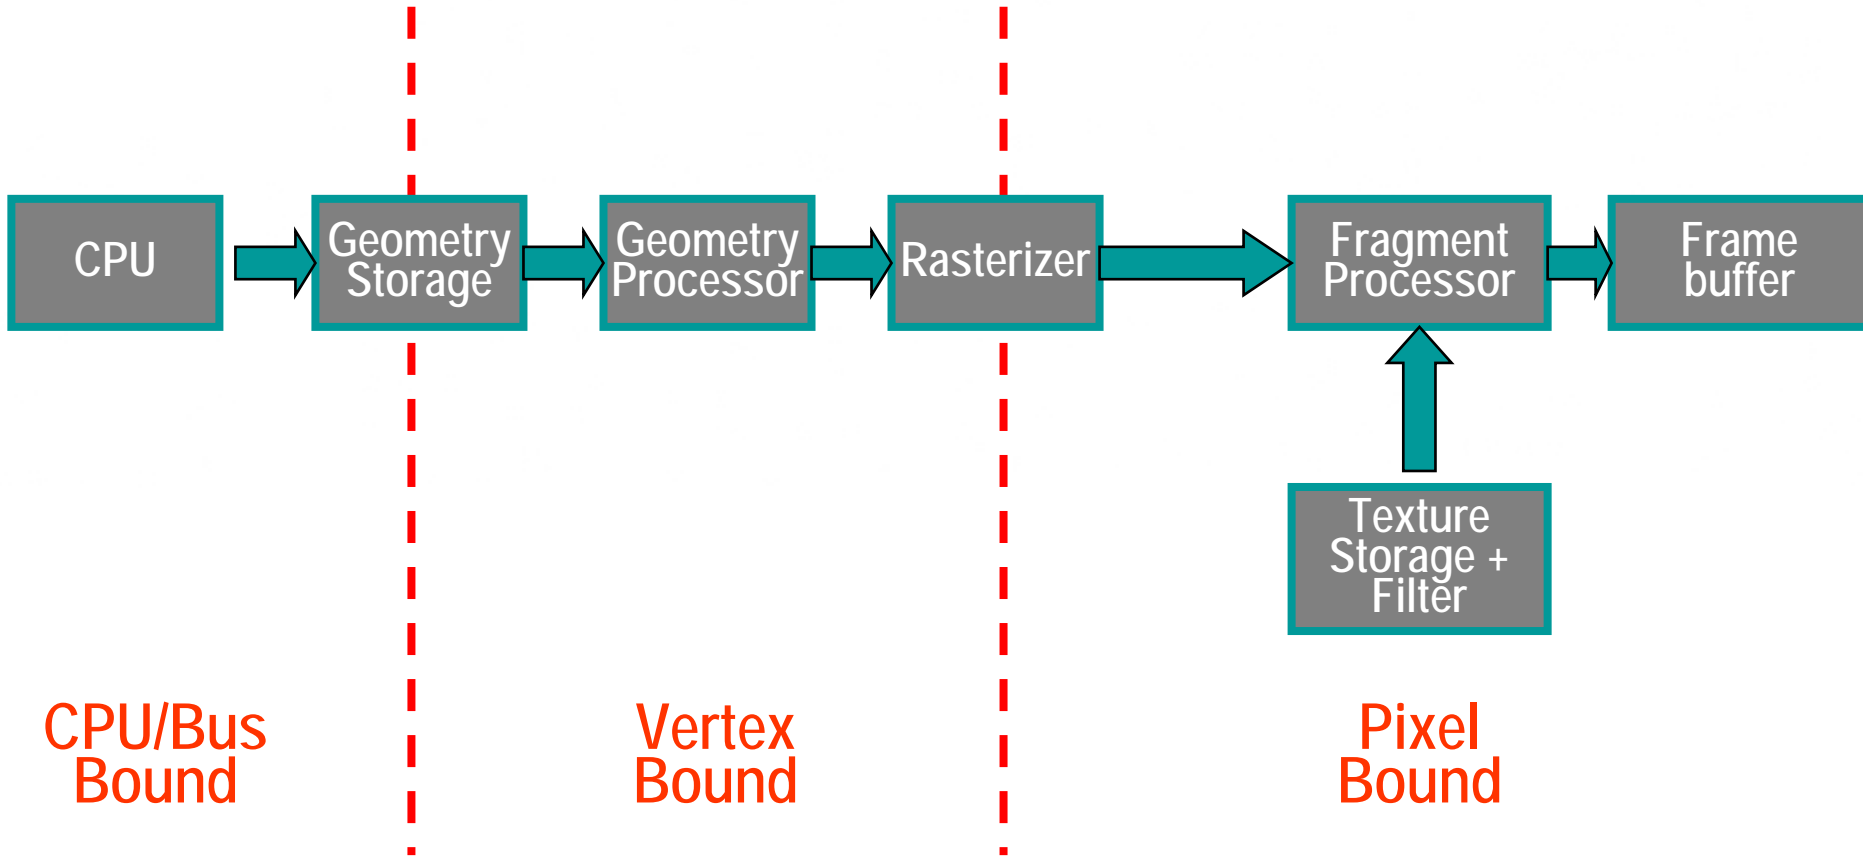 CPU
Geometry
Storage
Geometry
Processor
Rasterizer
Fragment
Processor
Frame
buffer
Texture
Storage +
Filter
CPU/Bus
Bound
Vertex
Bound
Pixel
Bound